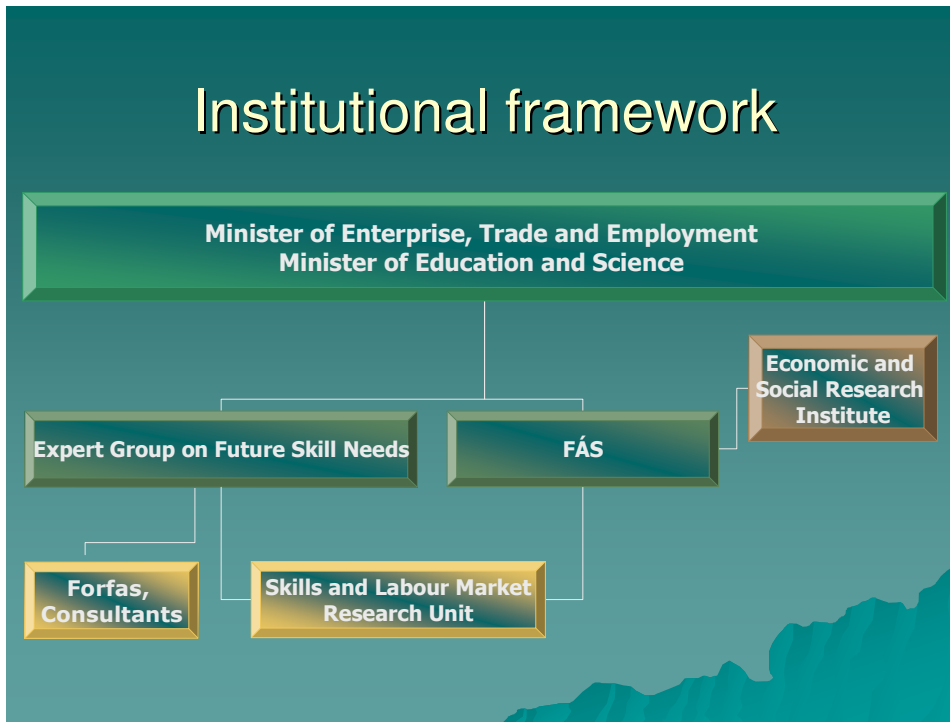 Institutional framework
Minister of Enterprise, Trade and Employment
Minister of Education and Science
Economic and
Social Research
Institute
Expert Group on Future Skill Needs
FÁS
Forfas,
Consultants
Skills and Labour Market
Research Unit